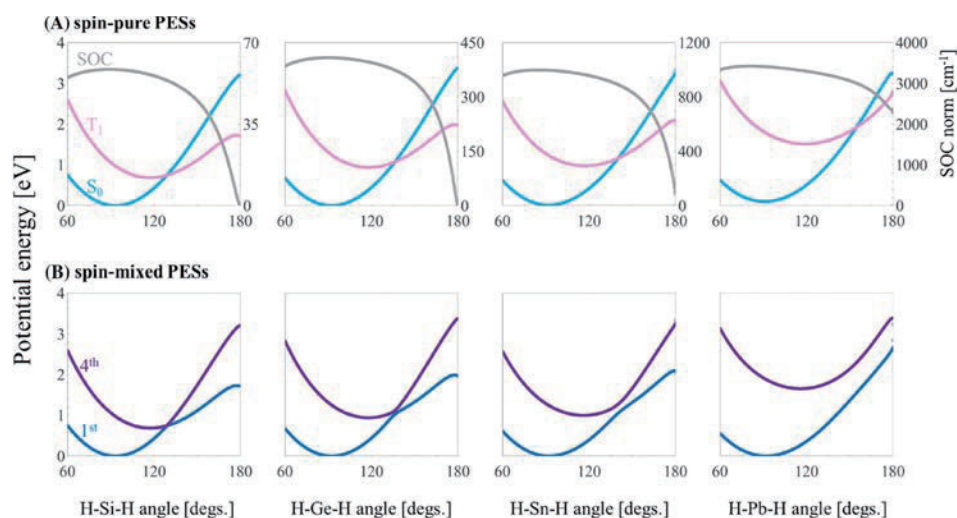 (A) spin-pure PESs
4 70 450 1200 4000
SOC
3 300 900 3000
2 T₁ 35 2000
150 400 1000
1
S₀
0 0 0 0 0
60 120 180 60 120 180 60 120 180 60 120 180
Potential energy [eV]
SOC norm [cm⁻¹]
(B) spin-mixed PESs
4
3
4th
2
1
1st
0
60 120 180 60 120 180 60 120 180 60 120 180
H-Si-H angle [degs.] H-Ge-H angle [degs.] H-Sn-H angle [degs.] H-Pb-H angle [degs.]